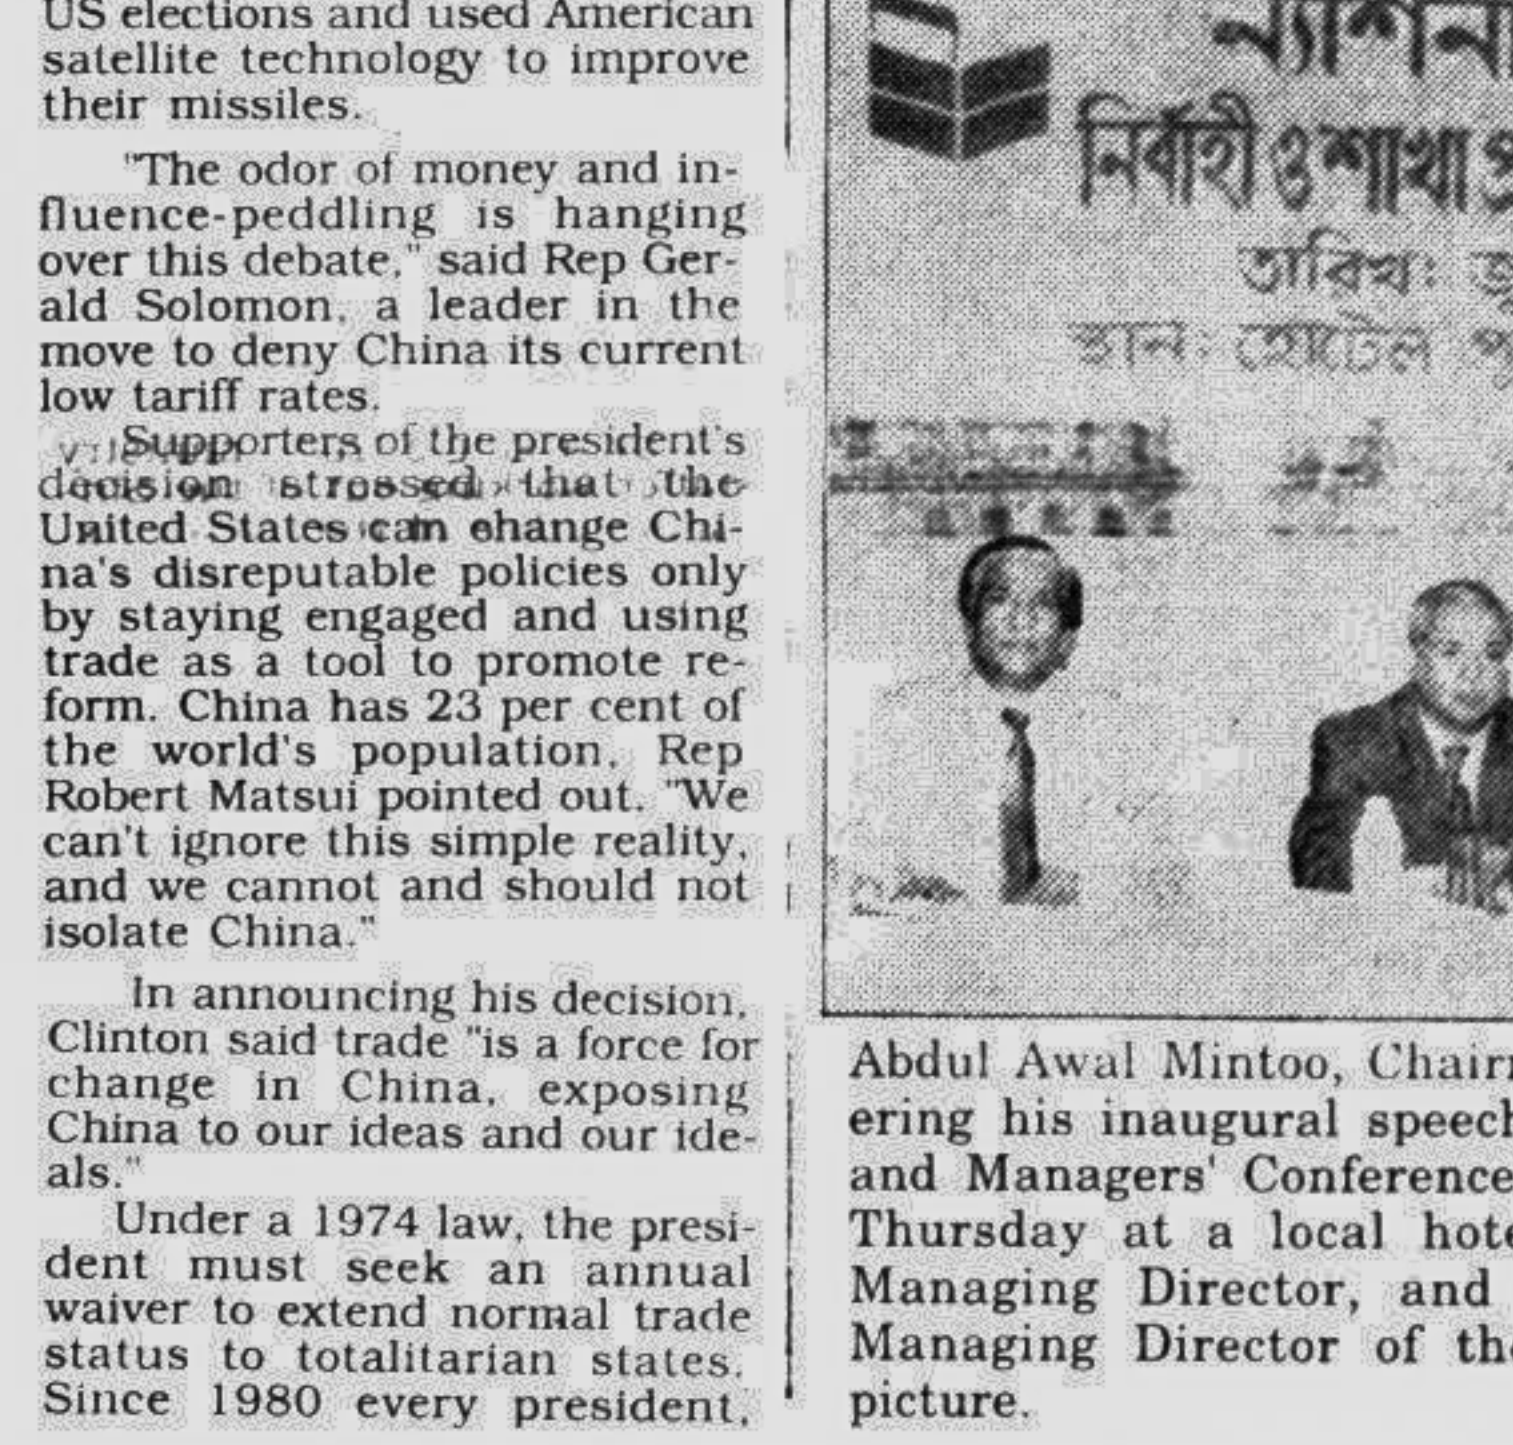 US elections and used American
satellite technology to improve
their missiles.
"The odor of money and in-
fluence-peddling is hanging
over this debate," said Rep Ger-
ald Solomon, a leader in the
move to deny China its current
low tariff rates.
Supporters of the president's
decision stressed that the
United States can change Chi-
na's disreputable policies only
by staying engaged and using
trade as a tool to promote re-
form. China has 23 per cent of
the world's population, Rep
Robert Matsui pointed out. "We
can't ignore this simple reality,
and we cannot and should not
isolate China."
In announcing his decision,
Clinton said trade "is a force for
change in China, exposing
China to our ideas and our ide-
als."
Under a 1974 law, the presi-
dent must seek an annual
waiver to extend normal trade
status to totalitarian states.
Since 1980 every president,
ন্যাশনা
নির্বাহী ও শাখা প্র
তারিখঃ জু
স্থান: হোটেল পূ
Abdul Awal Mintoo, Chair
ering his inaugural speech
and Managers' Conference
Thursday at a local hote
Managing Director, and
Managing Director of the
picture.